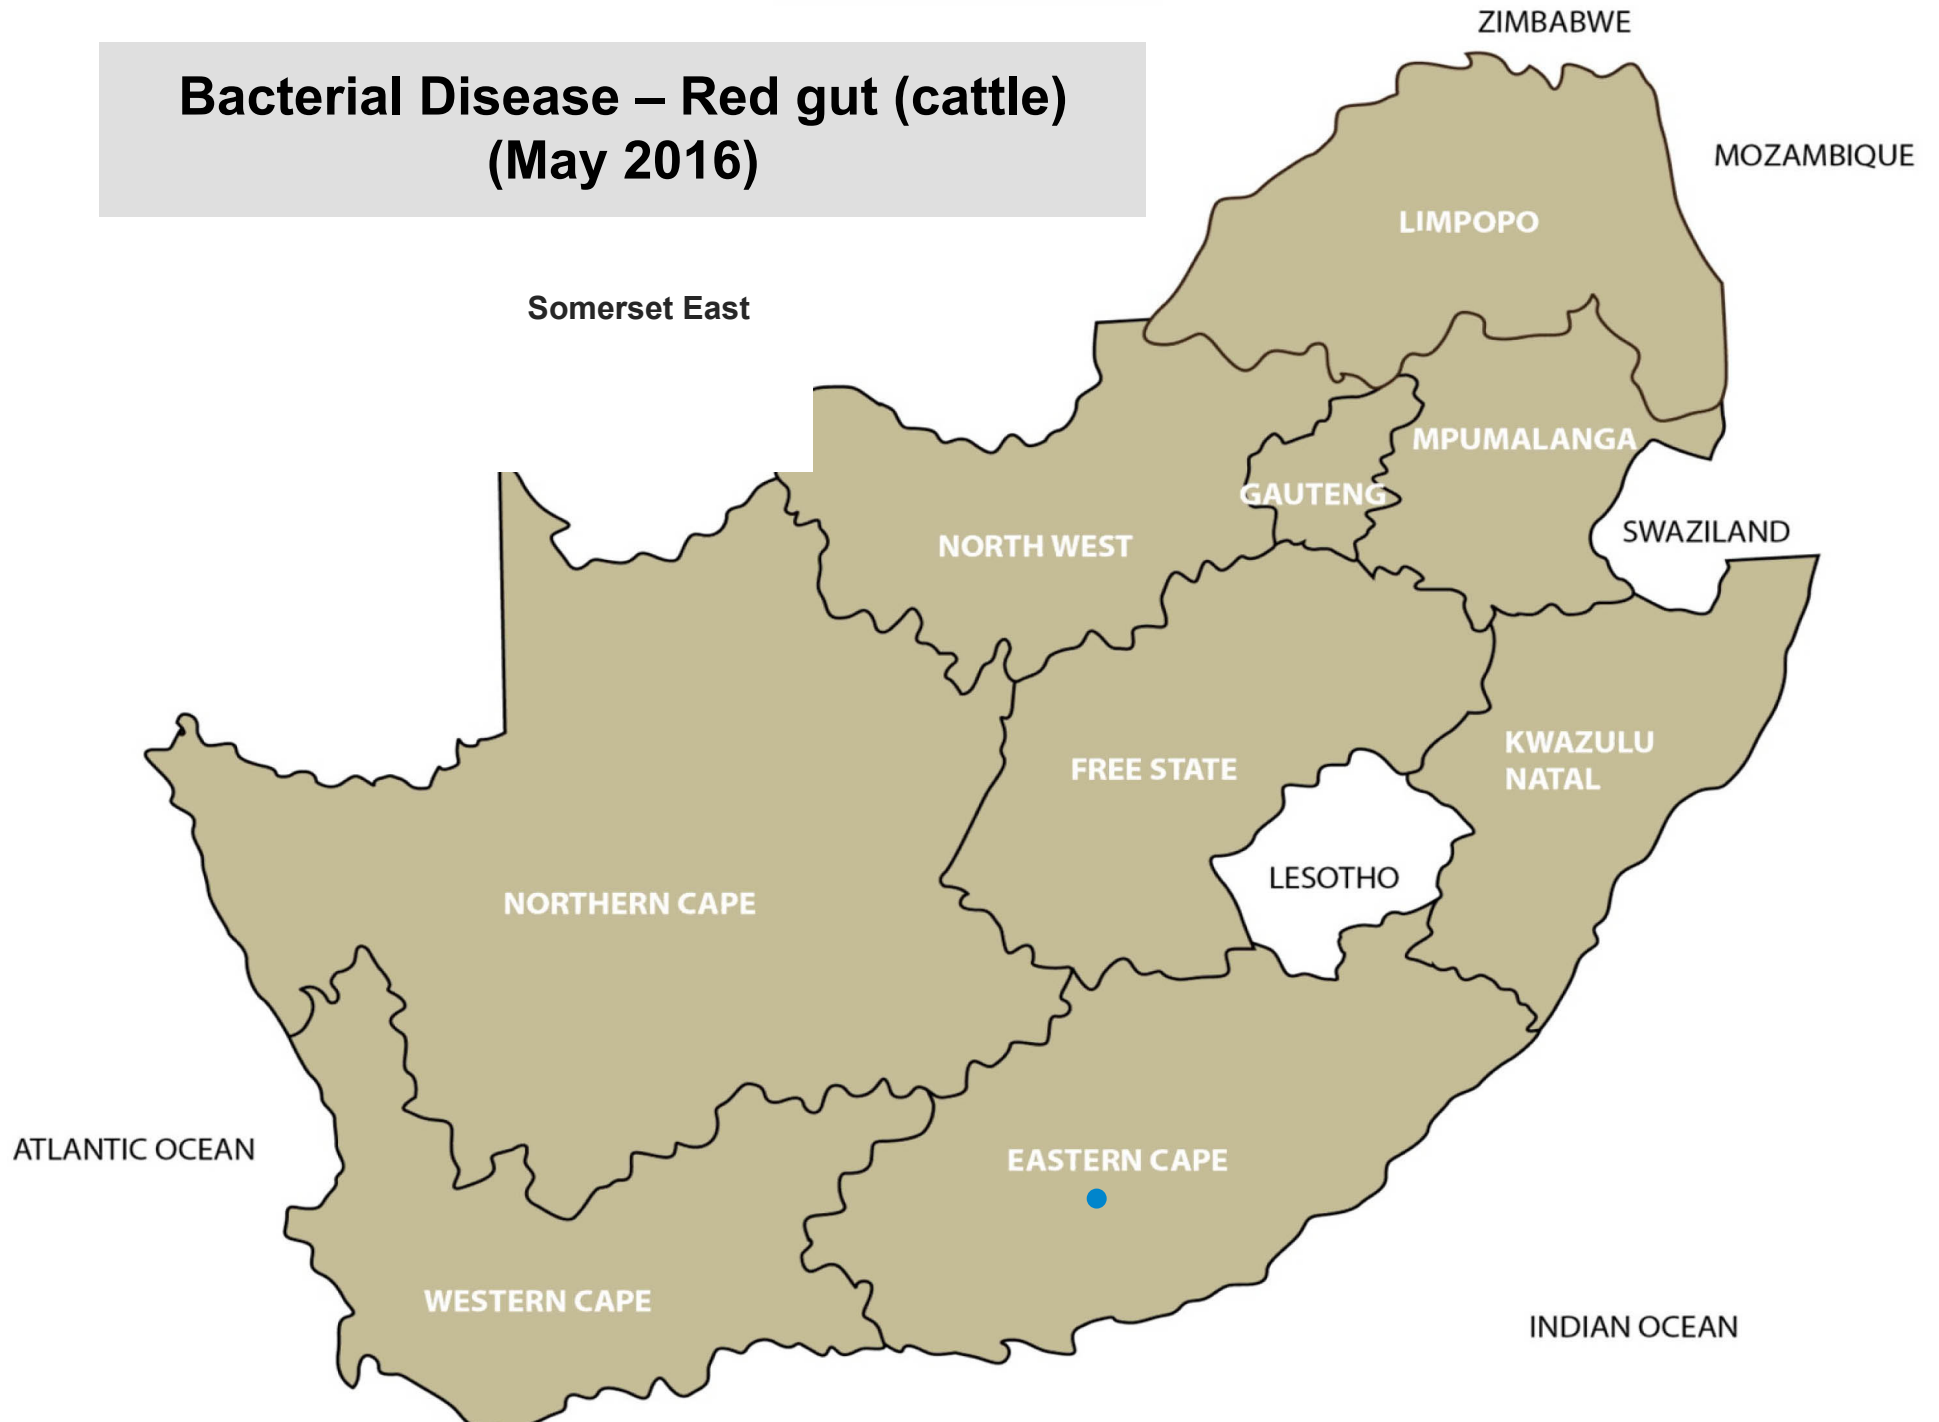 Bacterial Disease – Red gut (cattle)
(May 2016)
Somerset East
ZIMBABWE
MOZAMBIQUE
LIMPOPO
MPUMALANGA
GAUTENG
SWAZILAND
NORTH WEST
KWAZULU
NATAL
FREE STATE
LESOTHO
NORTHERN CAPE
ATLANTIC OCEAN
EASTERN CAPE
WESTERN CAPE
INDIAN OCEAN